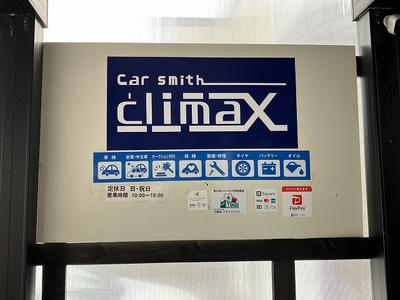 Car smith
climax
車検 新車・中古車 オークション代行 保険 整備・修理 タイヤ バッテリー オイル
定休日 日・祝日
営業時間 10:00〜18:00
Square
PayPay